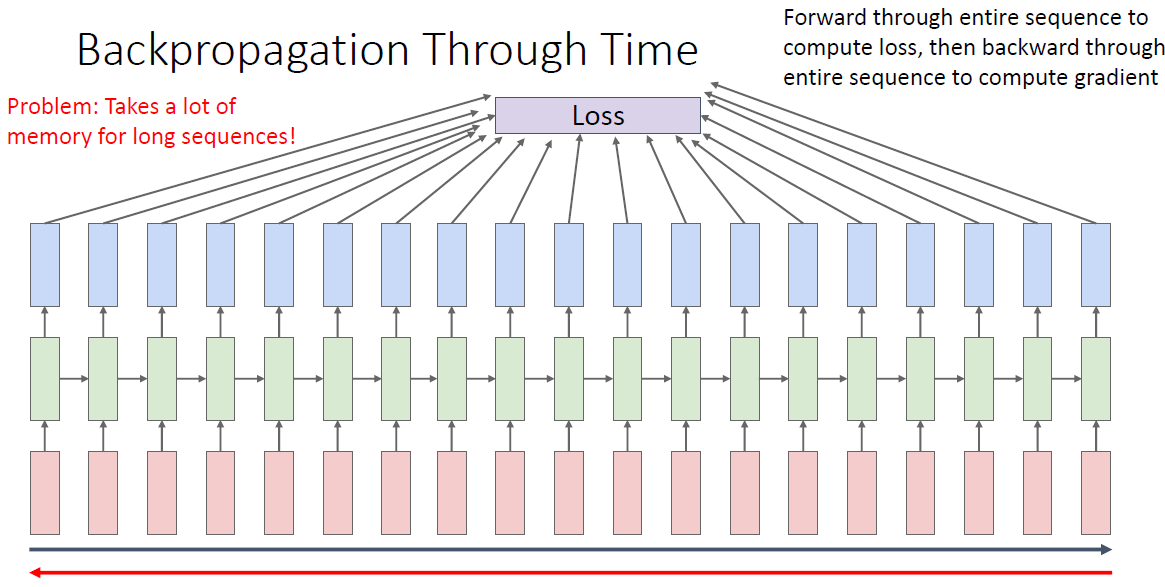 Backpropagation Through Time
Forward through entire sequence to
compute loss, then backward through
entire sequence to compute gradient
Problem: Takes a lot of
memory for long sequences!
Loss